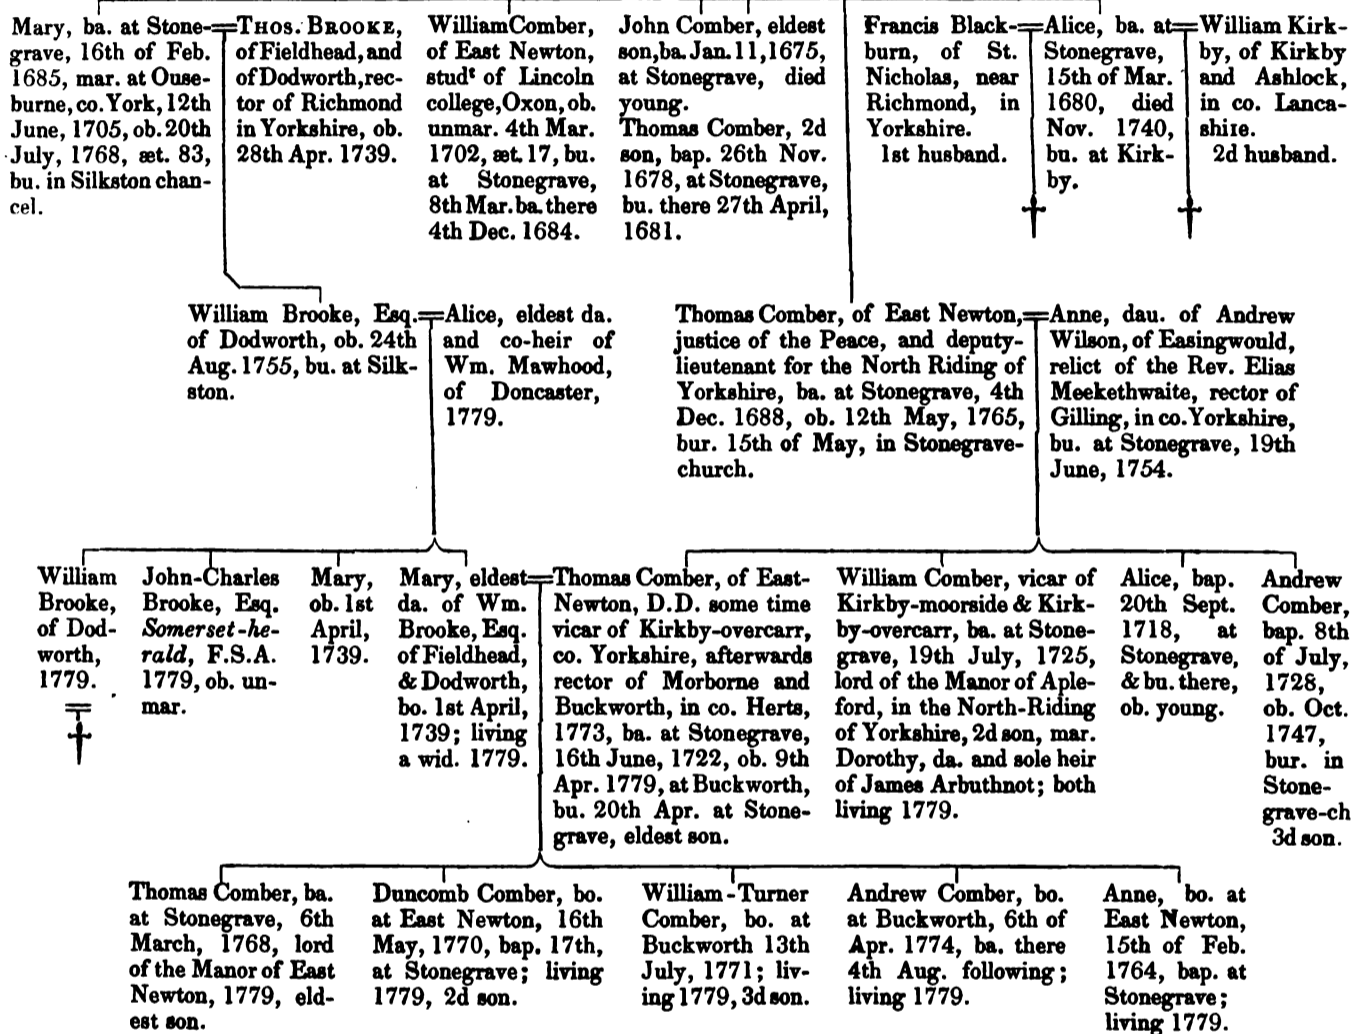 Mary, ba. at Stone-
grave, 16th of Feb.
1685, mar. at Ouse-
burne, co. York, 12th
June, 1705, ob. 20th
July, 1768, æt. 83,
bu. in Silkston chan-
cel.
THOS. BROOKE,
of Fieldhead, and
of Dodworth, rec-
tor of Richmond
in Yorkshire, ob.
28th Apr. 1739.
William Comber,
of East Newton,
studt of Lincoln
college, Oxon, ob.
unmar. 4th Mar.
1702, æt. 17, bu.
at Stonegrave,
8th Mar. ba. there
4th Dec. 1684.
John Comber, eldest
son, ba. Jan. 11, 1675,
at Stonegrave, died
young.
Thomas Comber, 2d
son, bap. 26th Nov.
1678, at Stonegrave,
bu. there 27th April,
1681.
Francis Black-
burn, of St.
Nicholas, near
Richmond, in
Yorkshire.
1st husband.
Alice, ba. at
Stonegrave,
15th of Mar.
1680, died
Nov. 1740,
bu. at Kirk-
by.
William Kirk-
by, of Kirkby
and Ashlock,
in co. Lanca-
shire.
2d husband.
William Brooke, Esq.
of Dodworth, ob. 24th
Aug. 1755, bu. at Silk-
ston.
Alice, eldest da.
and co-heir of
Wm. Mawhood,
of Doncaster,
1779.
Thomas Comber, of East Newton,
justice of the Peace, and deputy-
lieutenant for the North Riding of
Yorkshire, ba. at Stonegrave, 4th
Dec. 1688, ob. 12th May, 1765,
bur. 15th of May, in Stonegrave-
church.
Anne, dau. of Andrew
Wilson, of Easingwould,
relict of the Rev. Elias
Meekethwaite, rector of
Gilling, in co. Yorkshire,
bu. at Stonegrave, 19th
June, 1754.
William
Brooke,
of Dod-
worth,
1779.
John-Charles
Brooke, Esq.
Somerset-he-
rald, F.S.A.
1779, ob. un-
mar.
Mary,
ob. 1st
April,
1739.
Mary, eldest
da. of Wm.
Brooke, Esq.
of Fieldhead,
& Dodworth,
bo. 1st April,
1739; living
a wid. 1779.
Thomas Comber, of East-
Newton, D.D. some time
vicar of Kirkby-overcarr,
co. Yorkshire, afterwards
rector of Morborne and
Buckworth, in co. Herts,
1773, ba. at Stonegrave,
16th June, 1722, ob. 9th
Apr. 1779, at Buckworth,
bu. 20th Apr. at Stone-
grave, eldest son.
William Comber, vicar of
Kirkby-moorside & Kirk-
by-overcarr, ba. at Stone-
grave, 19th July, 1725,
lord of the Manor of Aple-
ford, in the North-Riding
of Yorkshire, 2d son, mar.
Dorothy, da. and sole heir
of James Arbuthnot; both
living 1779.
Alice, bap.
20th Sept.
1718, at
Stonegrave,
& bu. there,
ob. young.
Andrew
Comber,
bap. 8th
of July,
1728,
ob. Oct.
1747,
bur. in
Stone-
grave-ch
3d son.
Thomas Comber, ba.
at Stonegrave, 6th
March, 1768, lord
of the Manor of East
Newton, 1779, eld-
est son.
Duncomb Comber, bo.
at East Newton, 16th
May, 1770, bap. 17th,
at Stonegrave; living
1779, 2d son.
William-Turner
Comber, bo. at
Buckworth 13th
July, 1771; liv-
ing 1779, 3d son.
Andrew Comber, bo.
at Buckworth, 6th of
Apr. 1774, ba. there
4th Aug. following;
living 1779.
Anne, bo. at
East Newton,
15th of Feb.
1764, bap. at
Stonegrave;
living 1779.